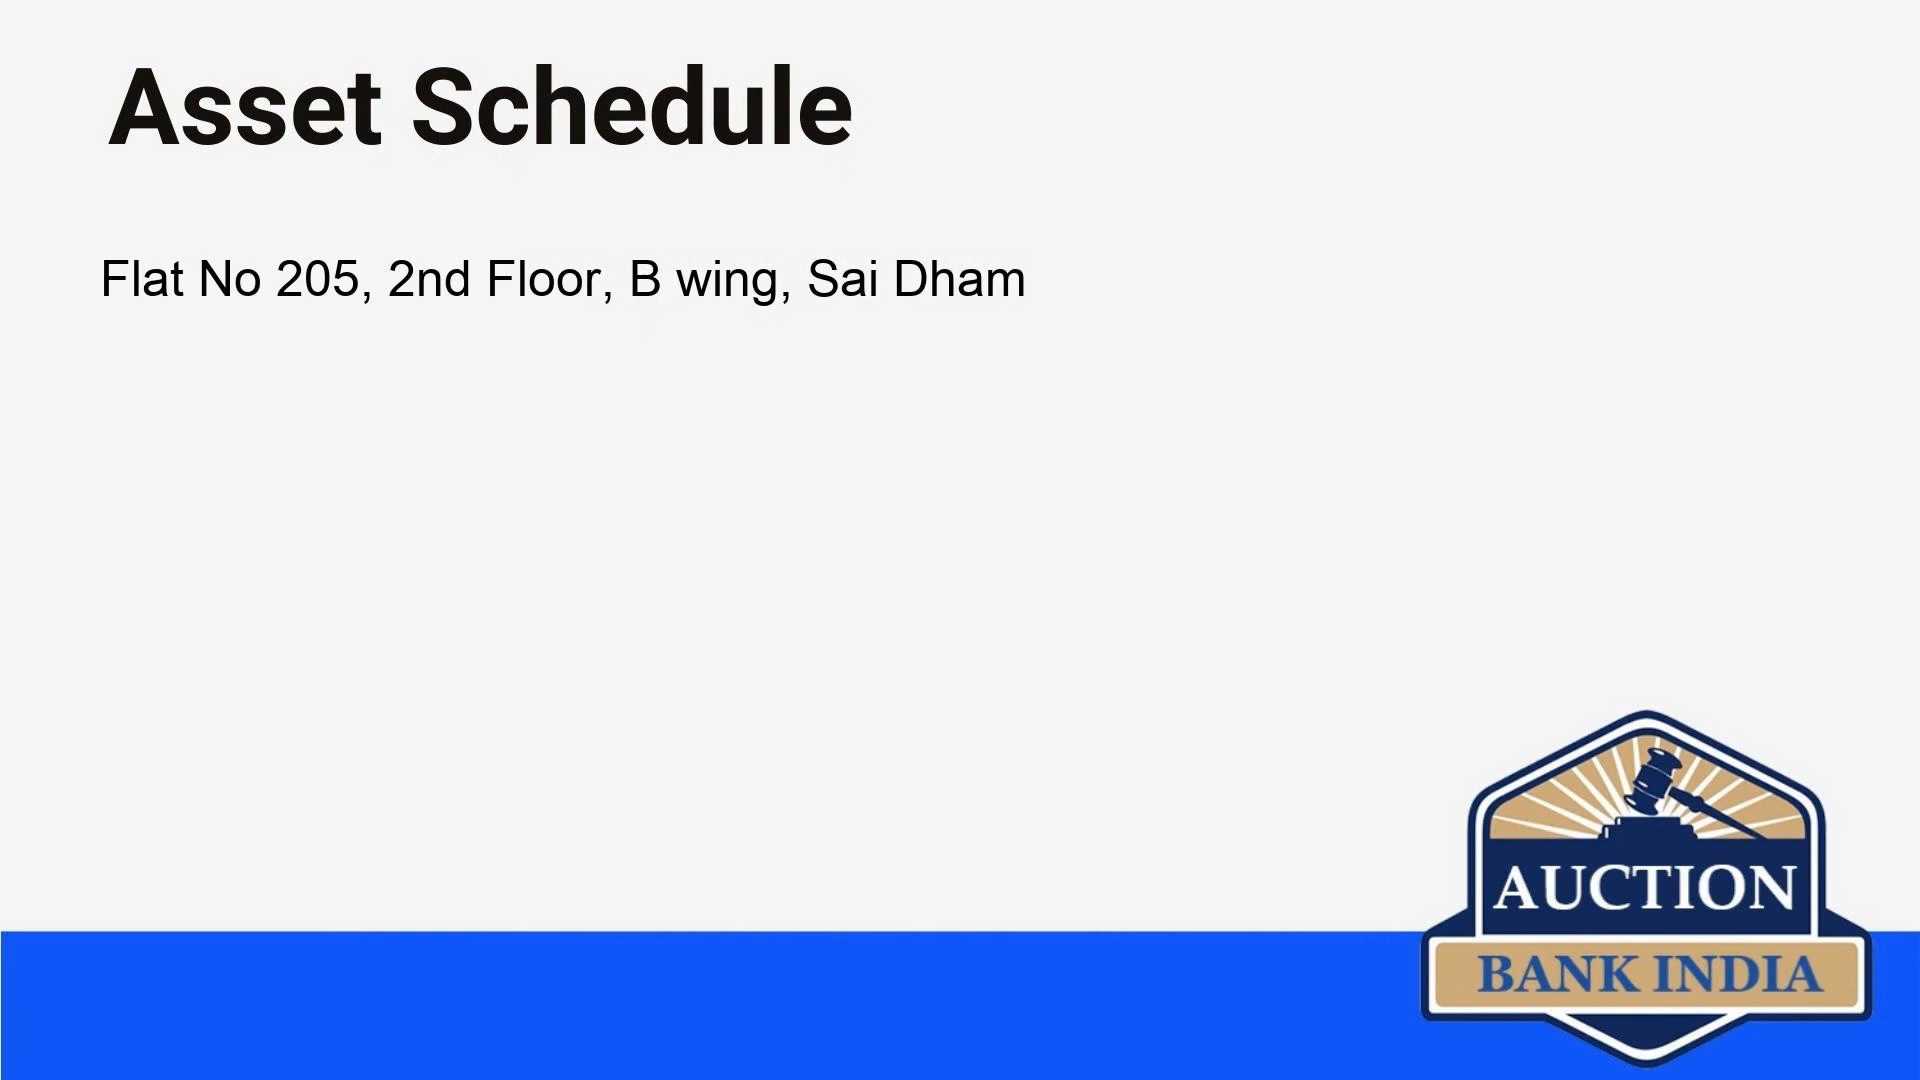 Asset Schedule
Flat No 205, 2nd Floor, B wing, Sai Dham
AUCTION
BANK INDIA